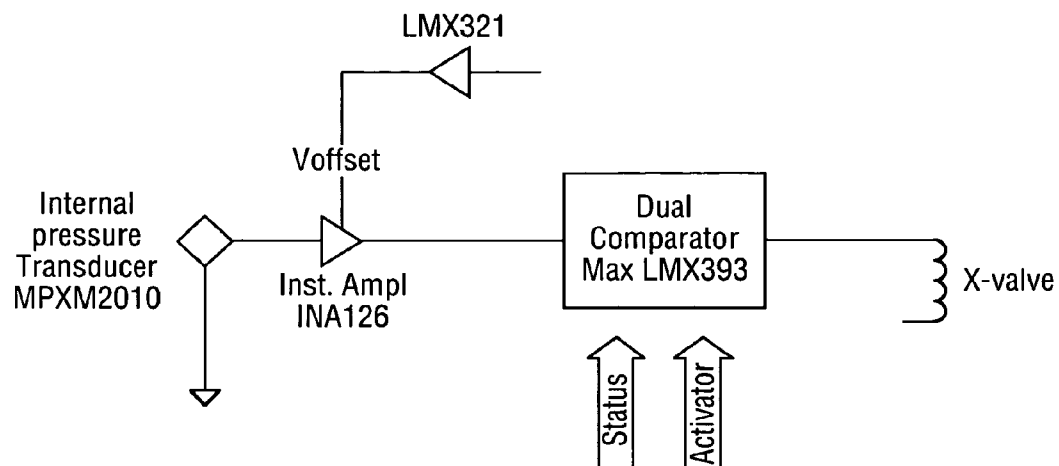 LMX321
Voffset
Internal
pressure
Transducer
MPXM2010
Inst. Ampl
INA126
Dual
Comparator
Max LMX393
X-valve
Status
Activator